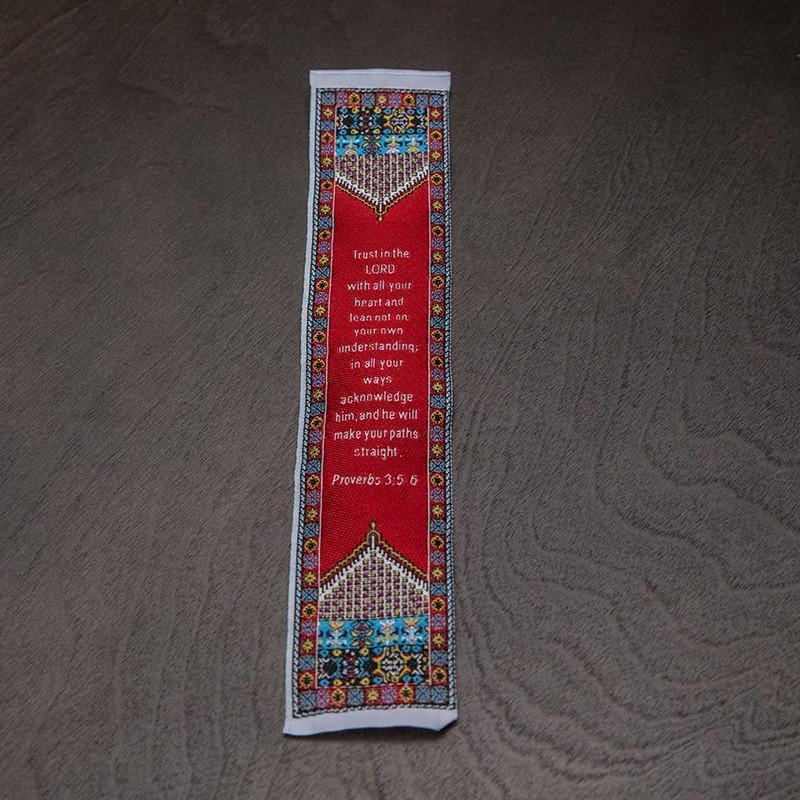 Trust in the
LORD
with all your
heart and
lean not on
your own
understanding;
in all your
ways
acknowledge
him, and he will
make your paths
straight.
Proverbs 3:5-6